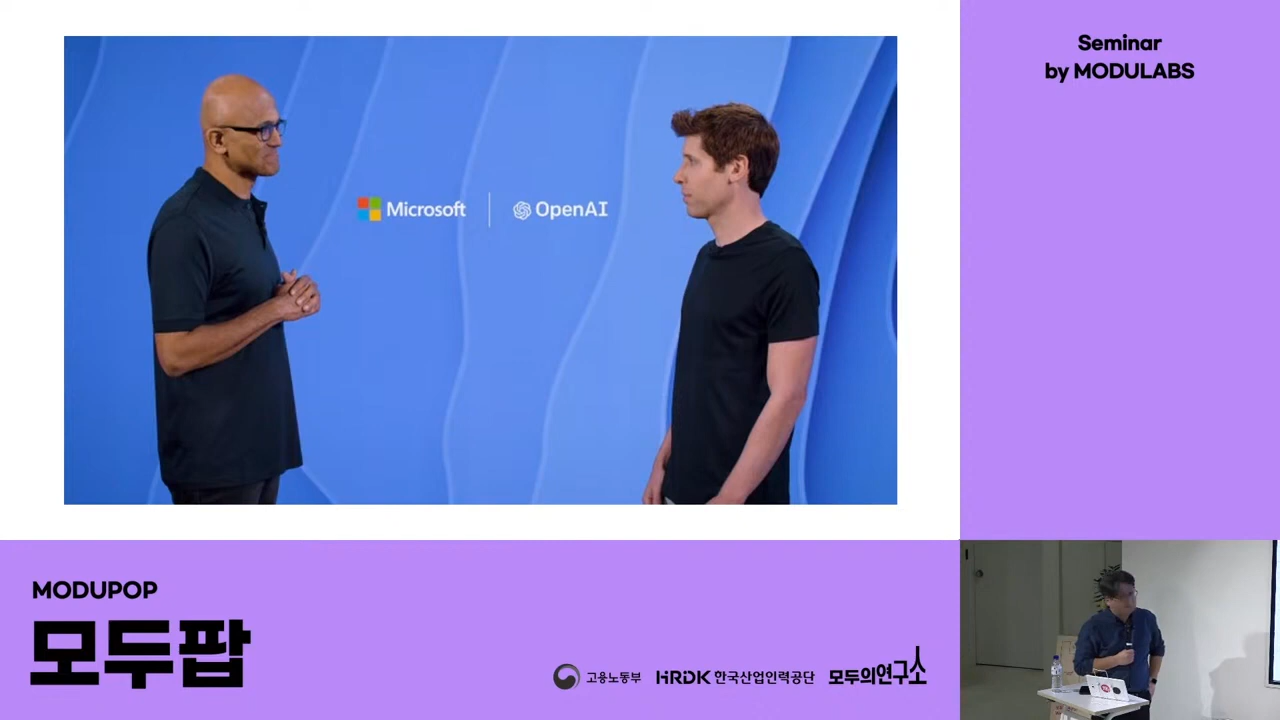 Microsoft
OpenAI
Seminar
by MODULABS
MODUPOP
모두팝
고용노동부
HRDK 한국산업인력공단
모두의연구소